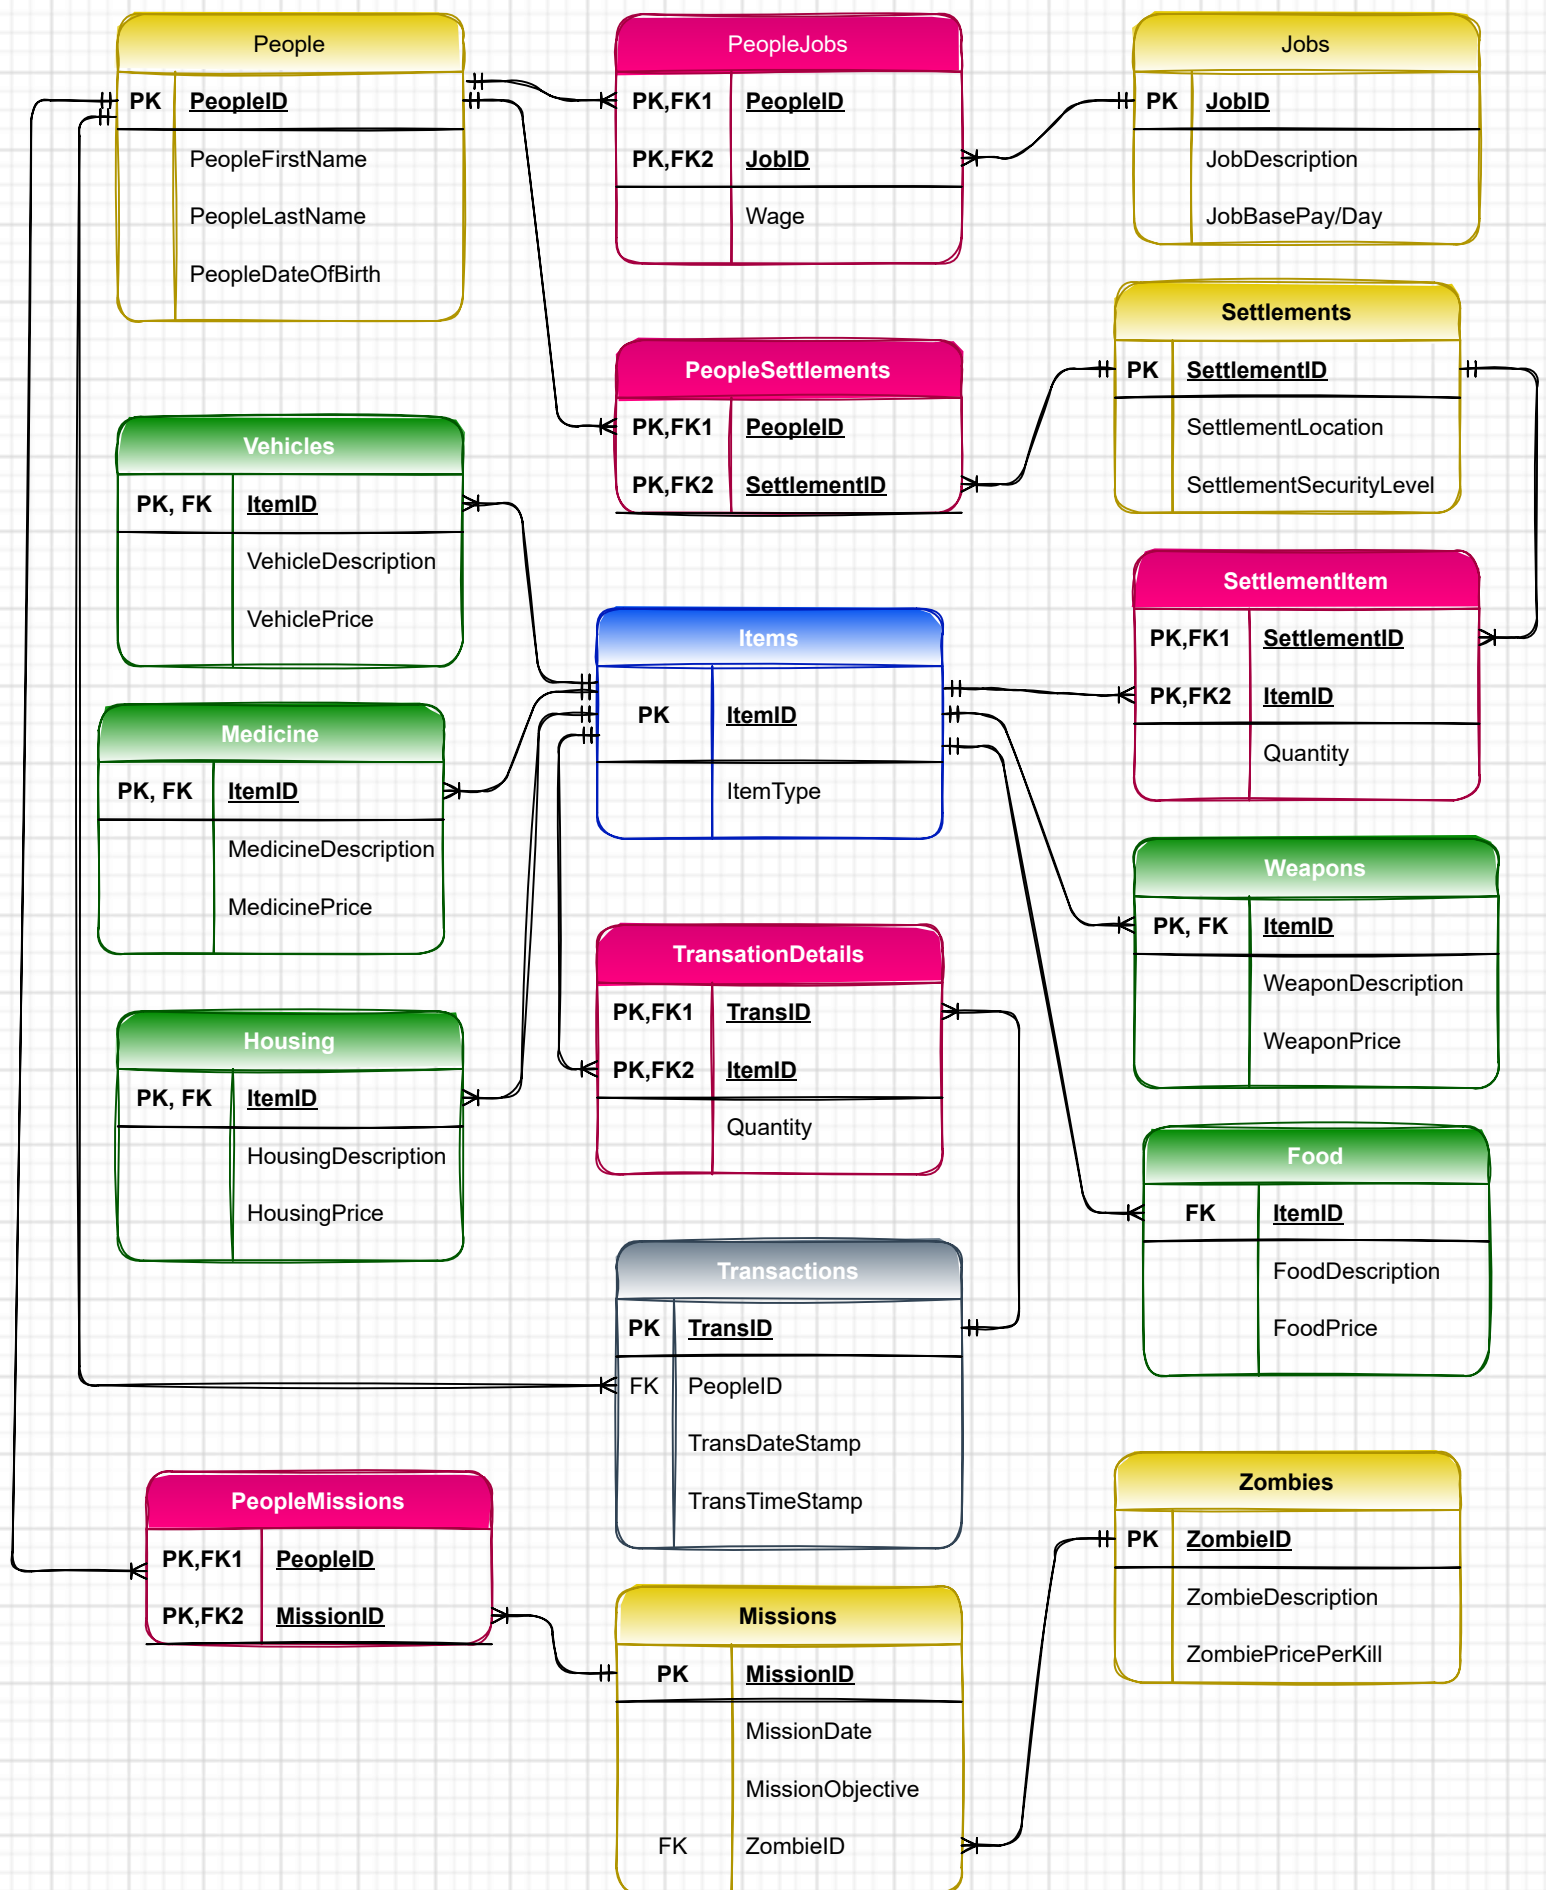 People
PK PeopleID
PeopleFirstName
PeopleLastName
PeopleDateOfBirth
PeopleJobs
PK,FK1 PeopleID
PK,FK2 JobID
Wage
Jobs
PK JobID
JobDescription
JobBasePay/Day
Settlements
PK SettlementID
SettlementLocation
SettlementSecurityLevel
PeopleSettlements
PK,FK1 PeopleID
PK,FK2 SettlementID
Vehicles
PK, FK ItemID
VehicleDescription
VehiclePrice
SettlementItem
PK,FK1 SettlementID
PK,FK2 ItemID
Quantity
Items
PK ItemID
ItemType
Medicine
PK, FK ItemID
MedicineDescription
MedicinePrice
Weapons
PK, FK ItemID
WeaponDescription
WeaponPrice
TransationDetails
PK,FK1 TransID
PK,FK2 ItemID
Quantity
Housing
PK, FK ItemID
HousingDescription
HousingPrice
Food
FK ItemID
FoodDescription
FoodPrice
Transactions
PK TransID
FK PeopleID
TransDateStamp
TransTimeStamp
PeopleMissions
PK,FK1 PeopleID
PK,FK2 MissionID
Zombies
PK ZombieID
ZombieDescription
ZombiePricePerKill
Missions
PK MissionID
MissionDate
MissionObjective
FK ZombieID